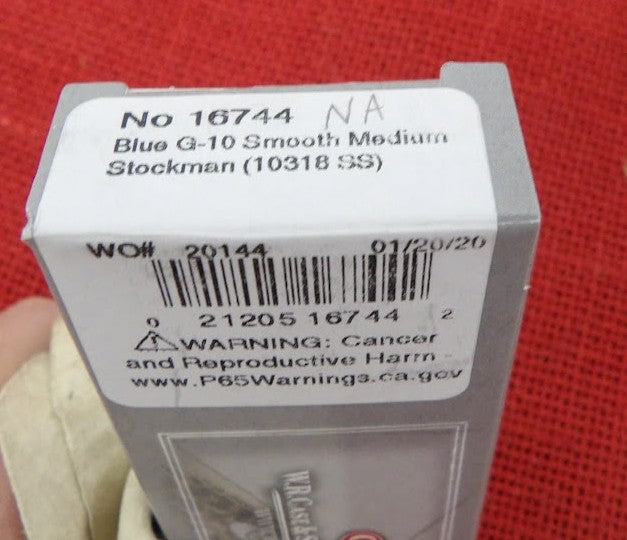 No 16744 NA
Blue G-10 Smooth Medium
Stockman (10318 SS)
WO# 20144 01/20/20
0 21205 16744 2
WARNING: Cancer
and Reproductive Harm -
www.P65Warnings.ca.gov
W.R. CASE & S